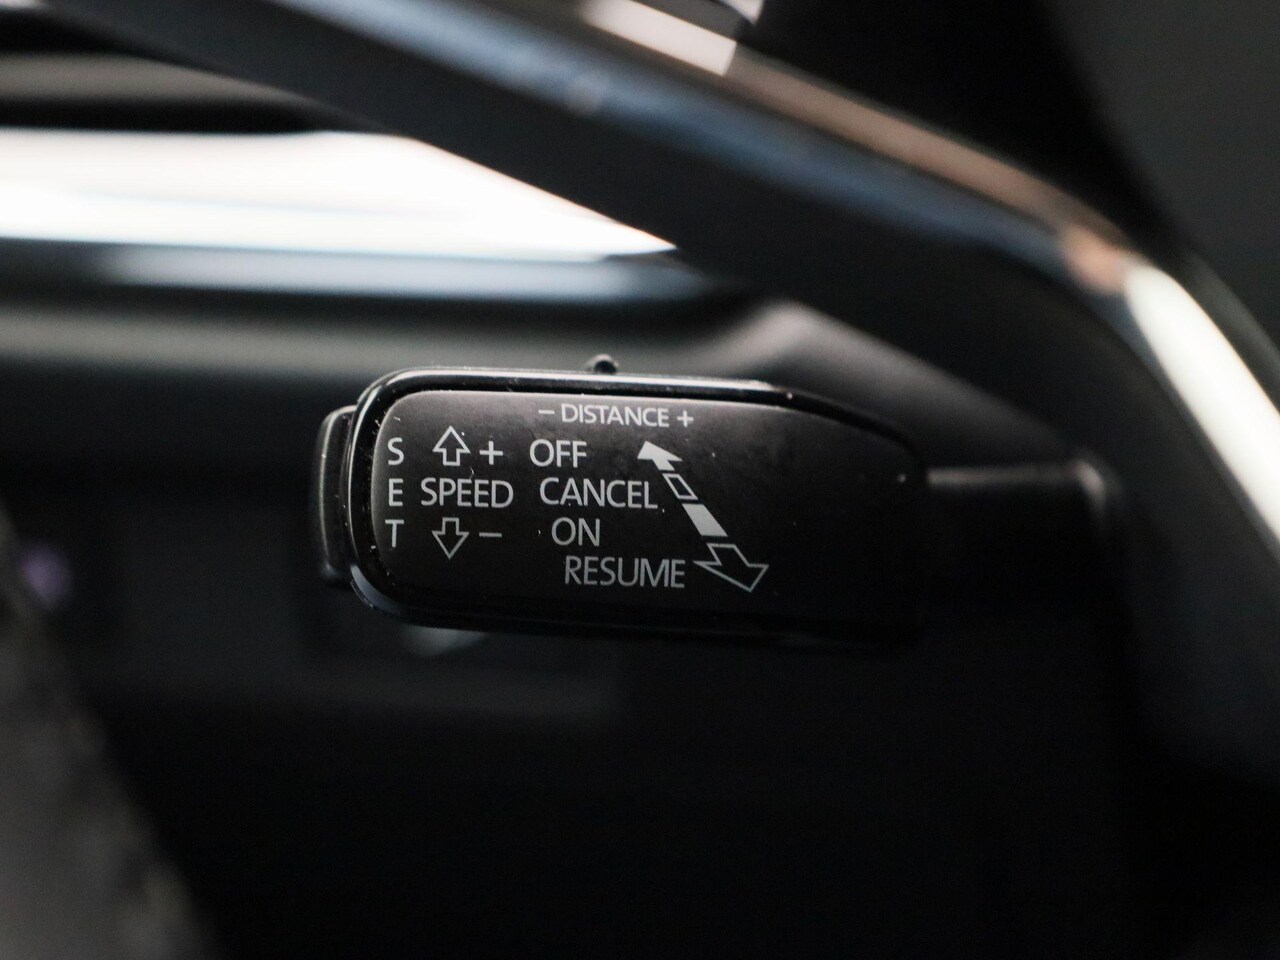 − DISTANCE +
S + OFF
E SPEED CANCEL
T − ON
RESUME